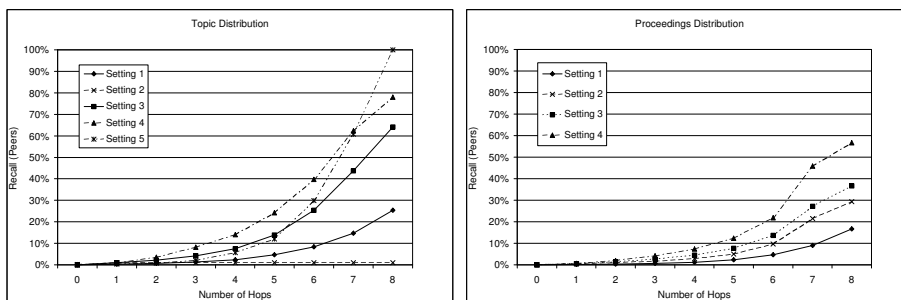 Topic Distribution
100%
90%
80%
70%
60%
50%
40%
30%
20%
10%
0%
Recall (Peers)
Setting 1
Setting 2
Setting 3
Setting 4
Setting 5
0 1 2 3 4 5 6 7 8
Number of Hops
Proceedings Distribution
100%
90%
80%
70%
60%
50%
40%
30%
20%
10%
0%
Recall (Peers)
Setting 1
Setting 2
Setting 3
Setting 4
0 1 2 3 4 5 6 7 8
Number of Hops